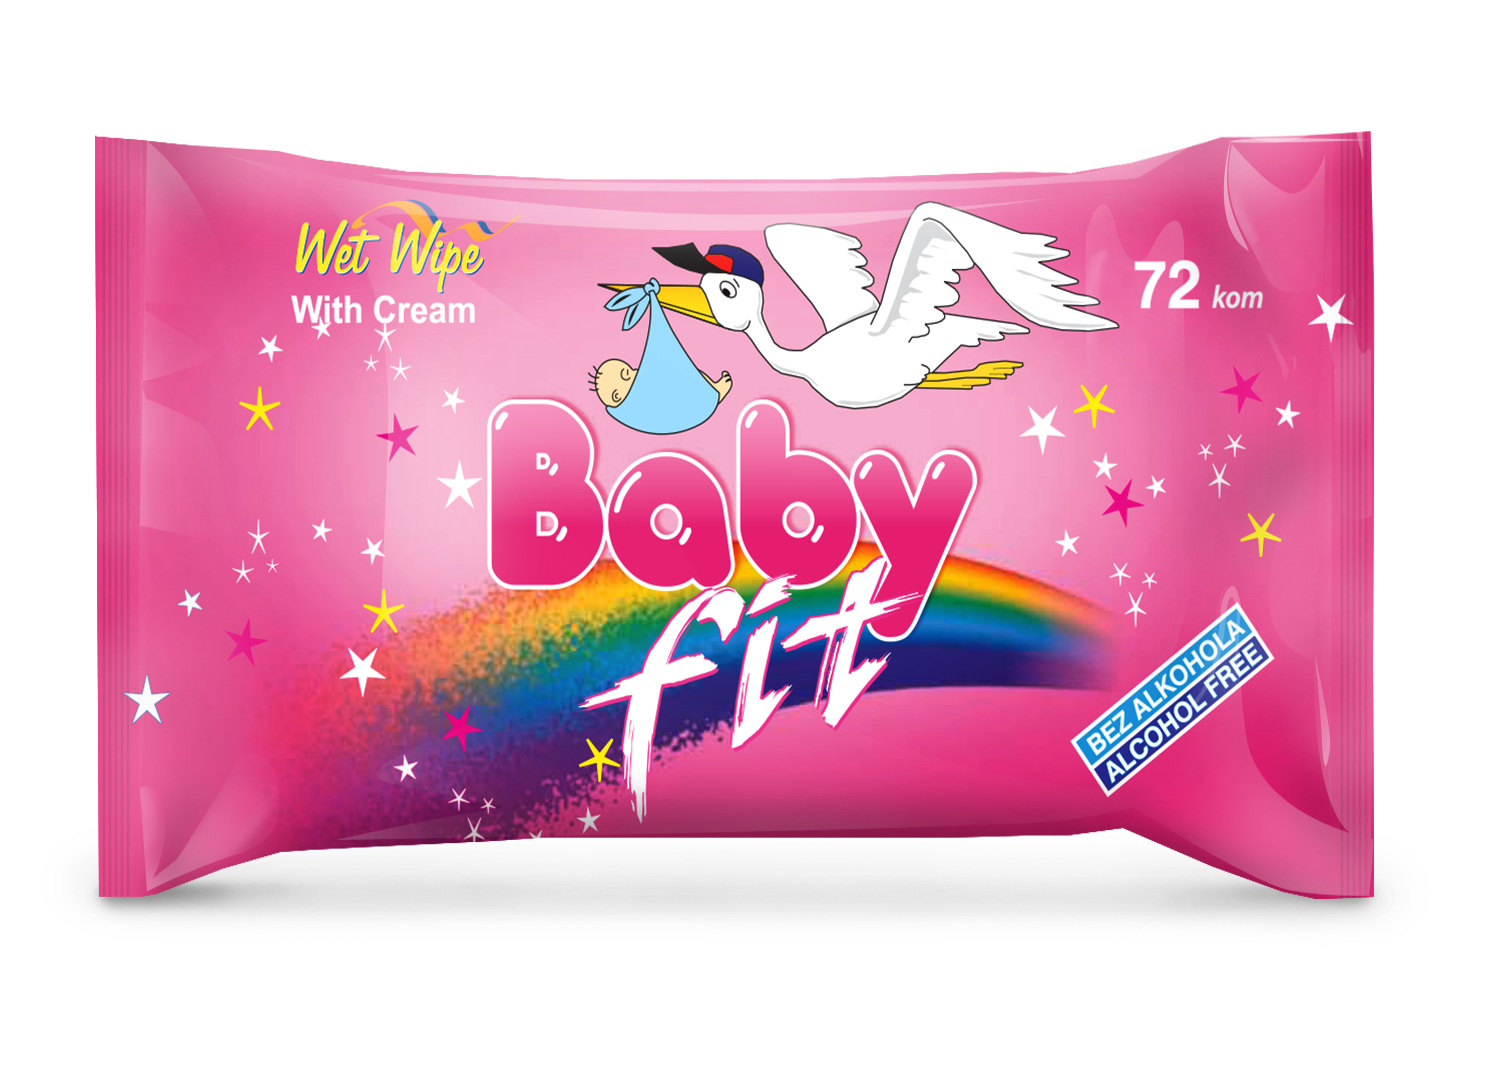 Wet Wipe
With Cream
72 kom
Baby
fit
BEZ ALKOHOLA
ALCOHOL FREE